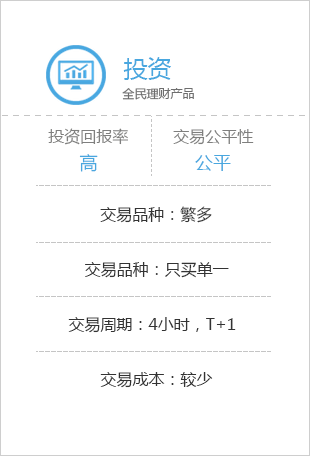 投资
全民理财产品
投资回报率 交易公平性
高 公平
交易品种：繁多
交易品种：只买单一
交易周期：4小时，T+1
交易成本：较少